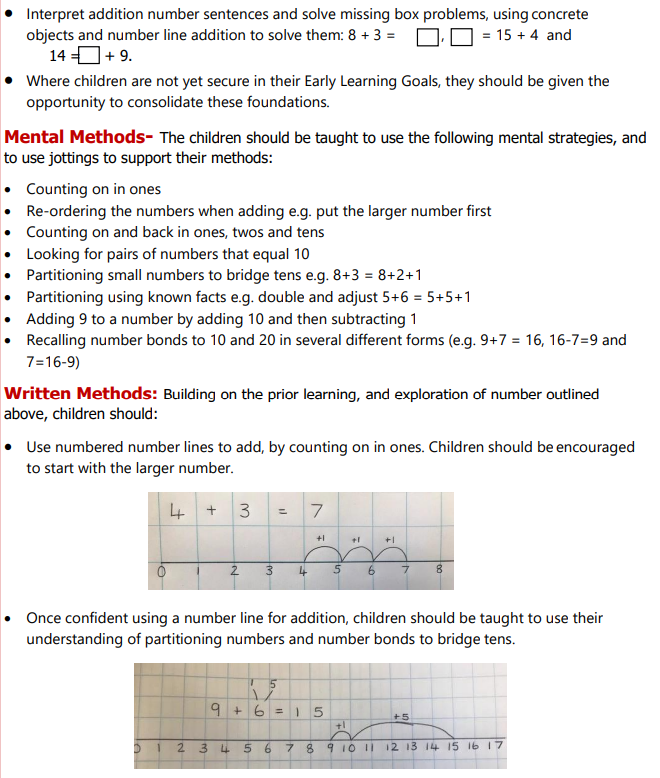 • Interpret addition number sentences and solve missing box problems, using concrete
objects and number line addition to solve them: 8 + 3 = □, □ = 15 + 4 and
14 = □ + 9.
• Where children are not yet secure in their Early Learning Goals, they should be given the
opportunity to consolidate these foundations.
Mental Methods- The children should be taught to use the following mental strategies, and
to use jottings to support their methods:
• Counting on in ones
• Re-ordering the numbers when adding e.g. put the larger number first
• Counting on and back in ones, twos and tens
• Looking for pairs of numbers that equal 10
• Partitioning small numbers to bridge tens e.g. 8+3 = 8+2+1
• Partitioning using known facts e.g. double and adjust 5+6 = 5+5+1
• Adding 9 to a number by adding 10 and then subtracting 1
• Recalling number bonds to 10 and 20 in several different forms (e.g. 9+7 = 16, 16-7=9 and
7=16-9)
Written Methods: Building on the prior learning, and exploration of number outlined
above, children should:
• Use numbered number lines to add, by counting on in ones. Children should be encouraged
to start with the larger number.
4 + 3 = 7
+1 +1 +1
0 1 2 3 4 5 6 7 8
• Once confident using a number line for addition, children should be taught to use their
understanding of partitioning numbers and number bonds to bridge tens.
1 5
9 + 6 = 1 5
+1 +5
0 1 2 3 4 5 6 7 8 9 10 11 12 13 14 15 16 17